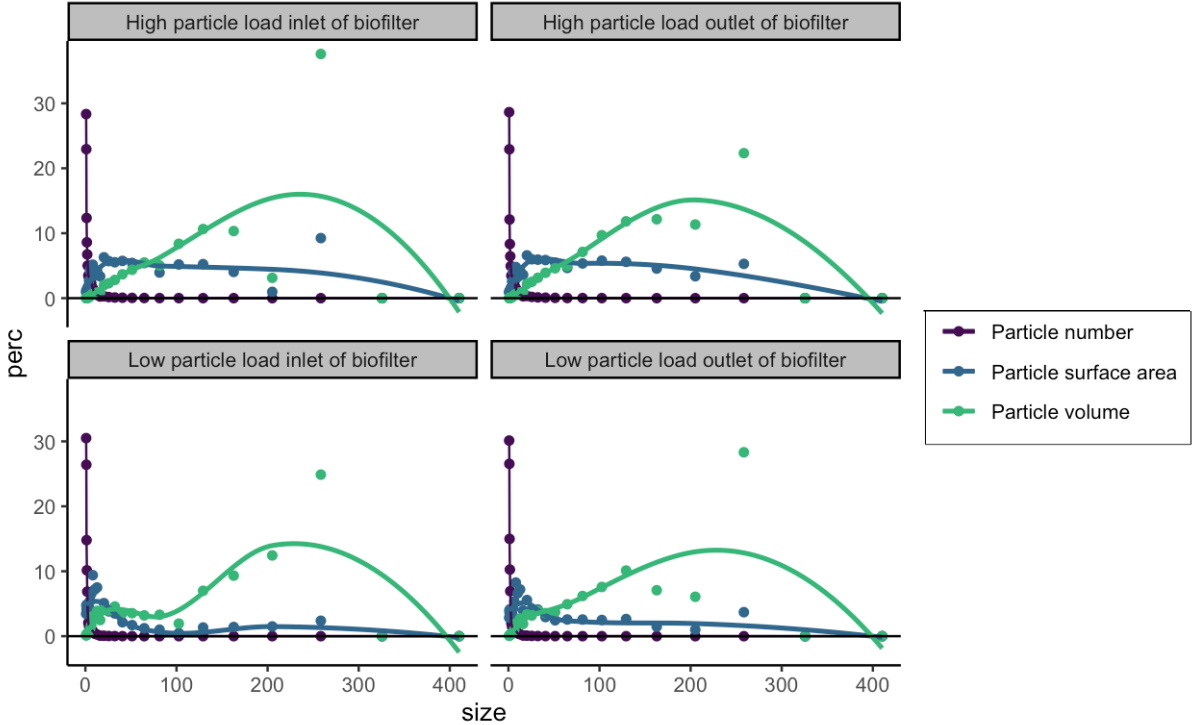 High particle load inlet of biofilter
High particle load outlet of biofilter
30
20
10
0
Low particle load inlet of biofilter
Low particle load outlet of biofilter
30
20
10
0
0 100 200 300 400
0 100 200 300 400
size
perc
Particle number
Particle surface area
Particle volume